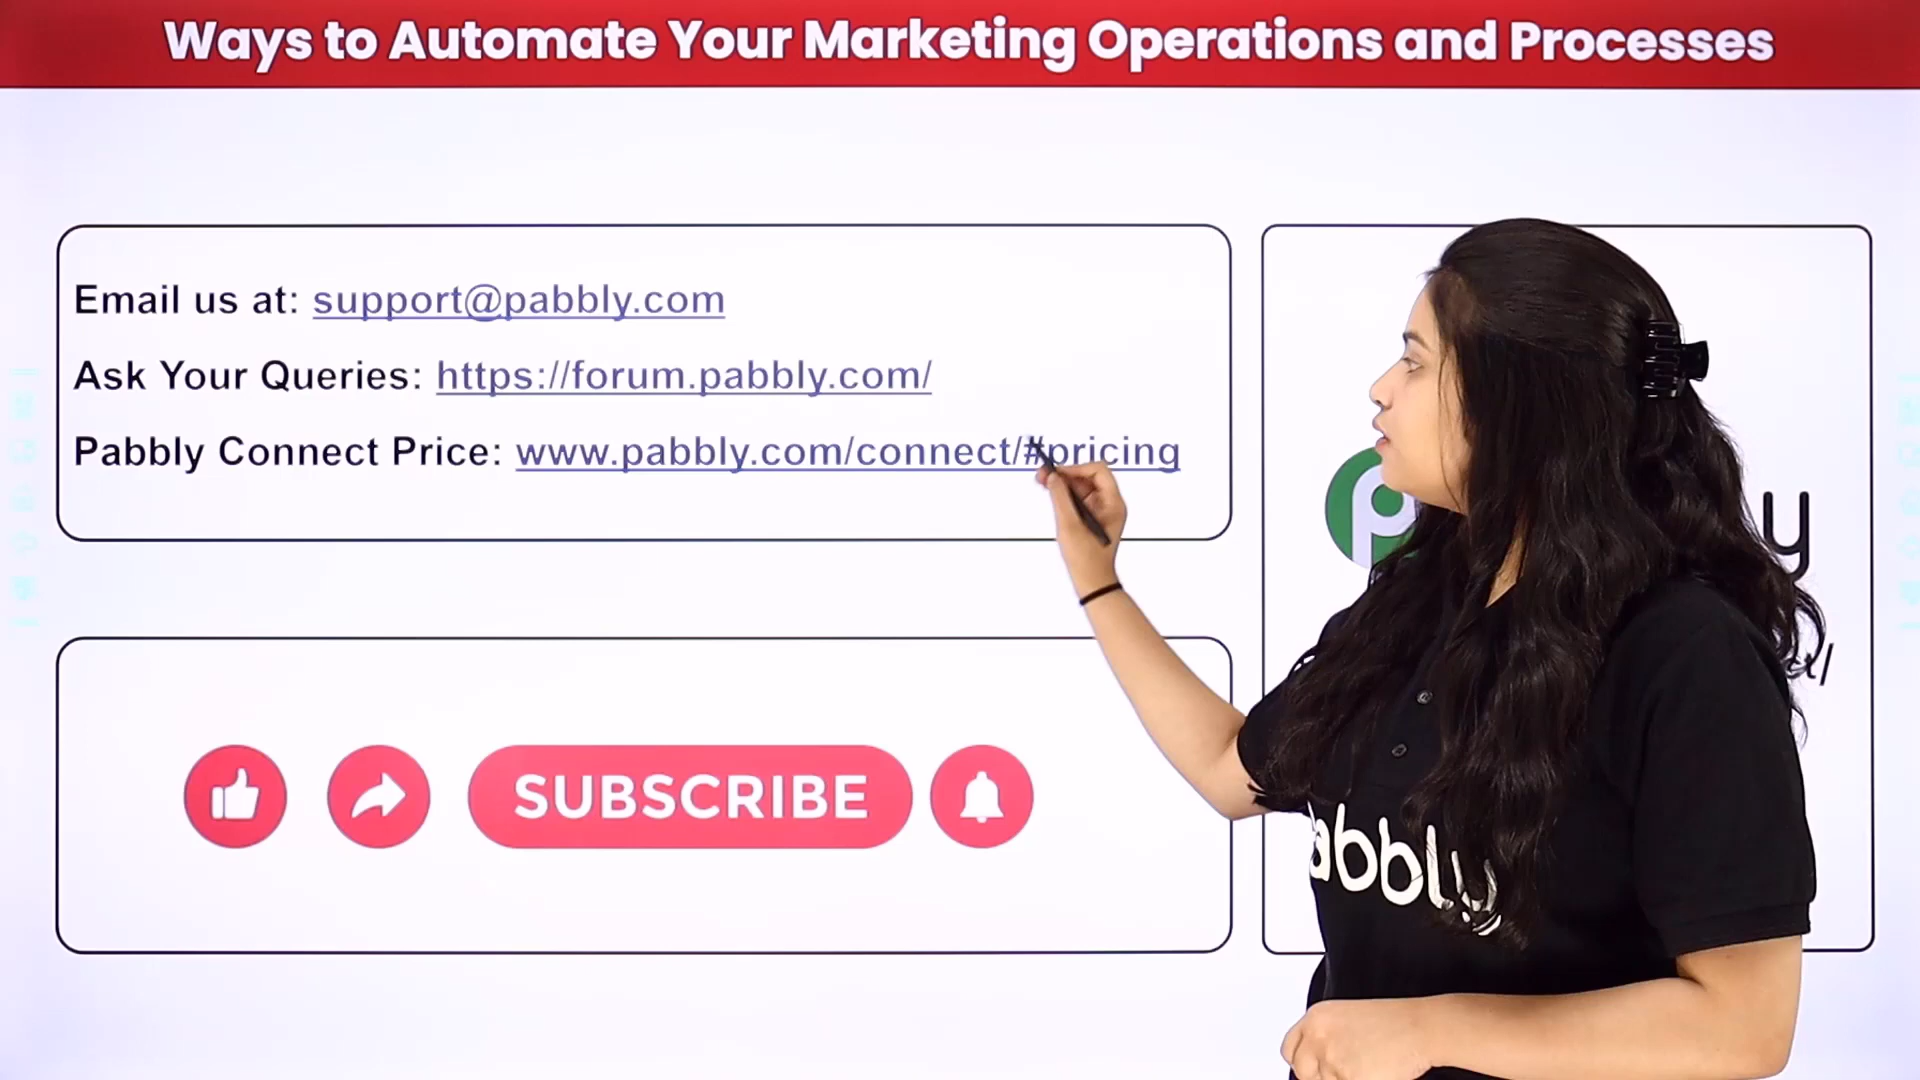 Ways to Automate Your Marketing Operations and Processes
Email us at: support@pabbly.com
Ask Your Queries: https://forum.pabbly.com/
Pabbly Connect Price: www.pabbly.com/connect/#pricing
SUBSCRIBE